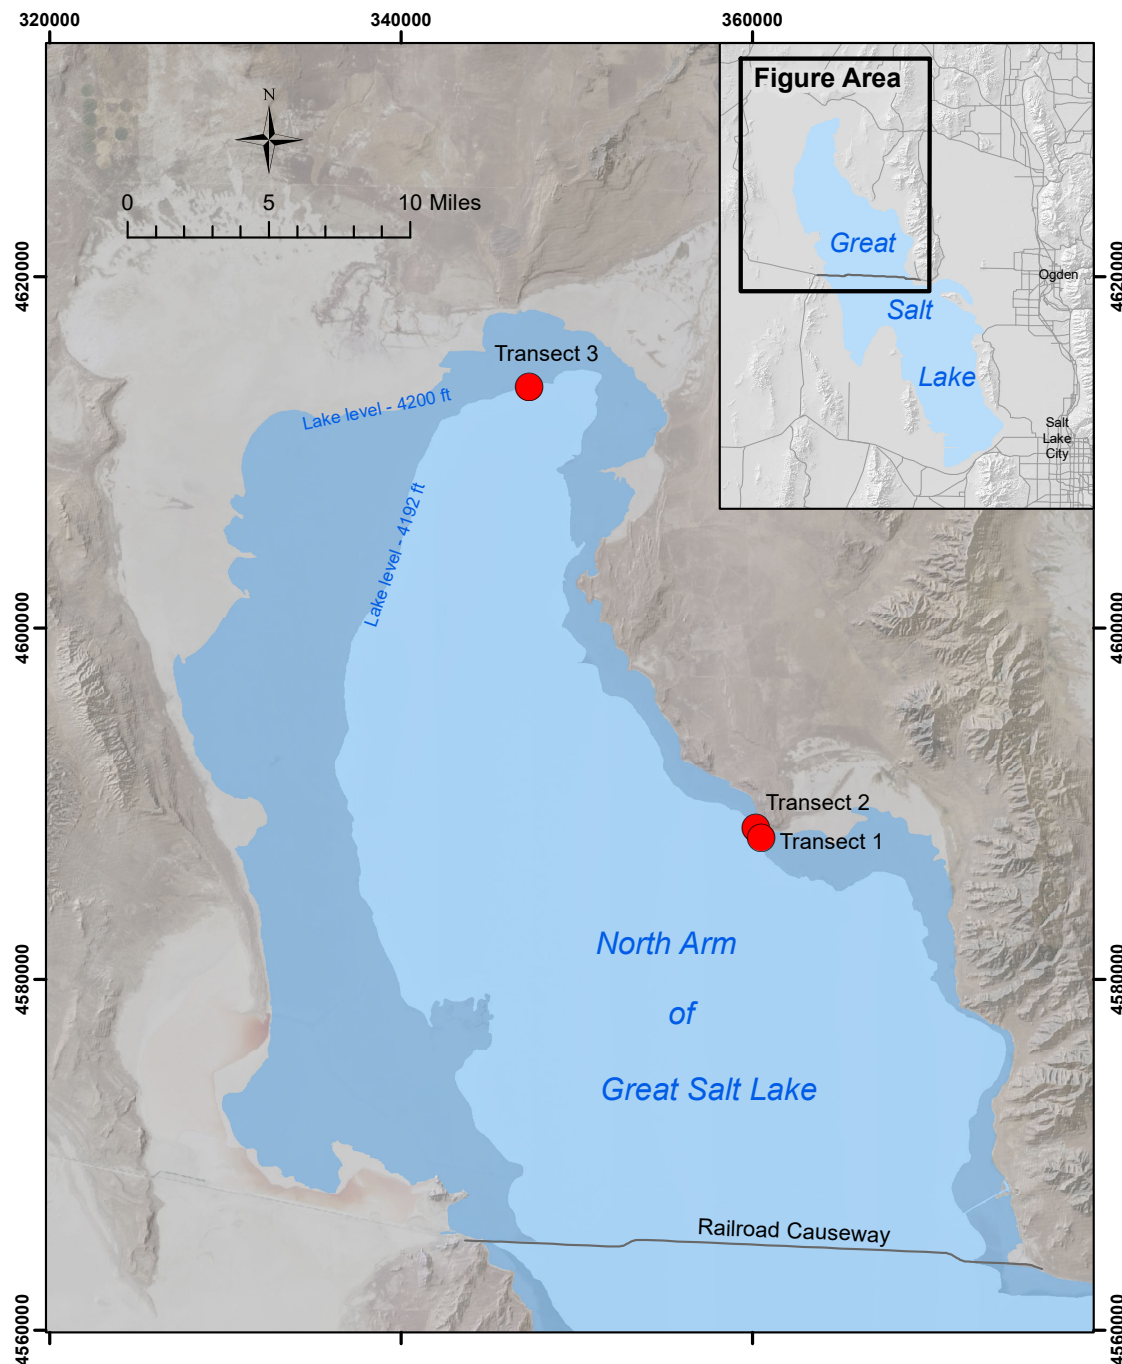 320000
340000
360000
Figure Area
N
0
5
10 Miles
Great
4620000
Ogden
4620000
Salt
Transect 3
Lake
Lake level - 4200 ft
Salt
Lake
City
Lake level - 4192 ft
4600000
4600000
Transect 2
Transect 1
North Arm
4580000
4580000
of
Great Salt Lake
Railroad Causeway
4560000
4560000